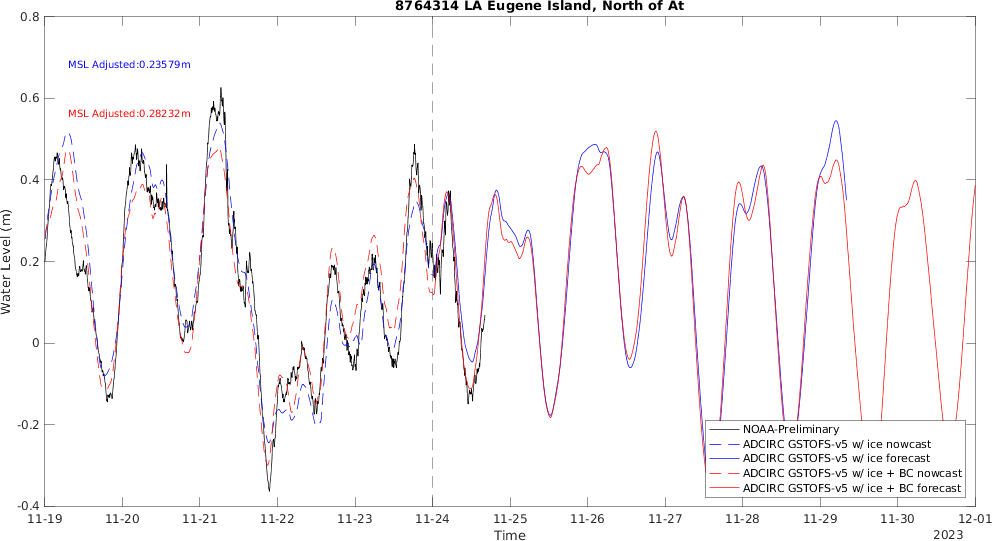 8764314 LA Eugene Island, North of At
0.8
MSL Adjusted:0.23579m
0.6
MSL Adjusted:0.28232m
0.4
Water Level (m)
0.2
0
-0.2
NOAA-Preliminary
ADCIRC GSTOFS-v5 w/ ice nowcast
ADCIRC GSTOFS-v5 w/ ice forecast
ADCIRC GSTOFS-v5 w/ice + BC nowcast
ADCIRC GSTOFS-v5 w/ice + BC forecast
-0.4
11-19 11-20 11-21 11-22 11-23 11-24 11-25 11-26 11-27 11-28 11-29 11-30 12-01
Time
2023